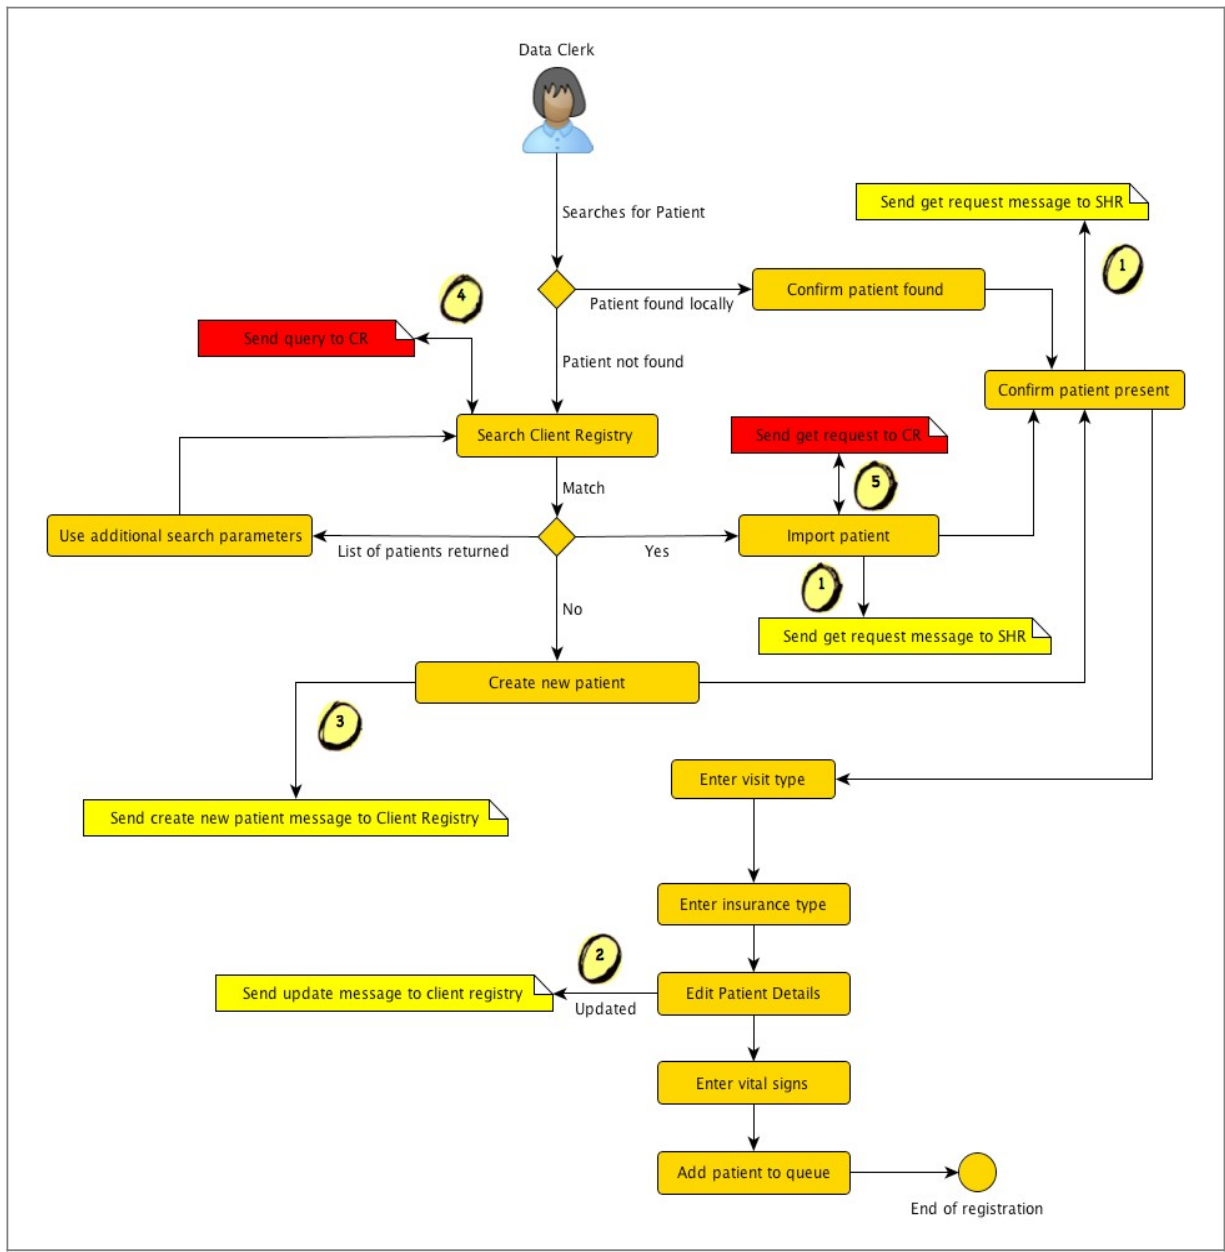 Data Clerk
Searches for Patient
Send get request message to SHR
1
Patient found locally
Confirm patient found
4
Send query to CR
Patient not found
Confirm patient present
Search Client Registry
Send get request to CR
Match
5
Use additional search parameters
List of patients returned
Yes
Import patient
1
No
Send get request message to SHR
Create new patient
3
Enter visit type
Send create new patient message to Client Registry
Enter insurance type
2
Send update message to client registry
Updated
Edit Patient Details
Enter vital signs
Add patient to queue
End of registration